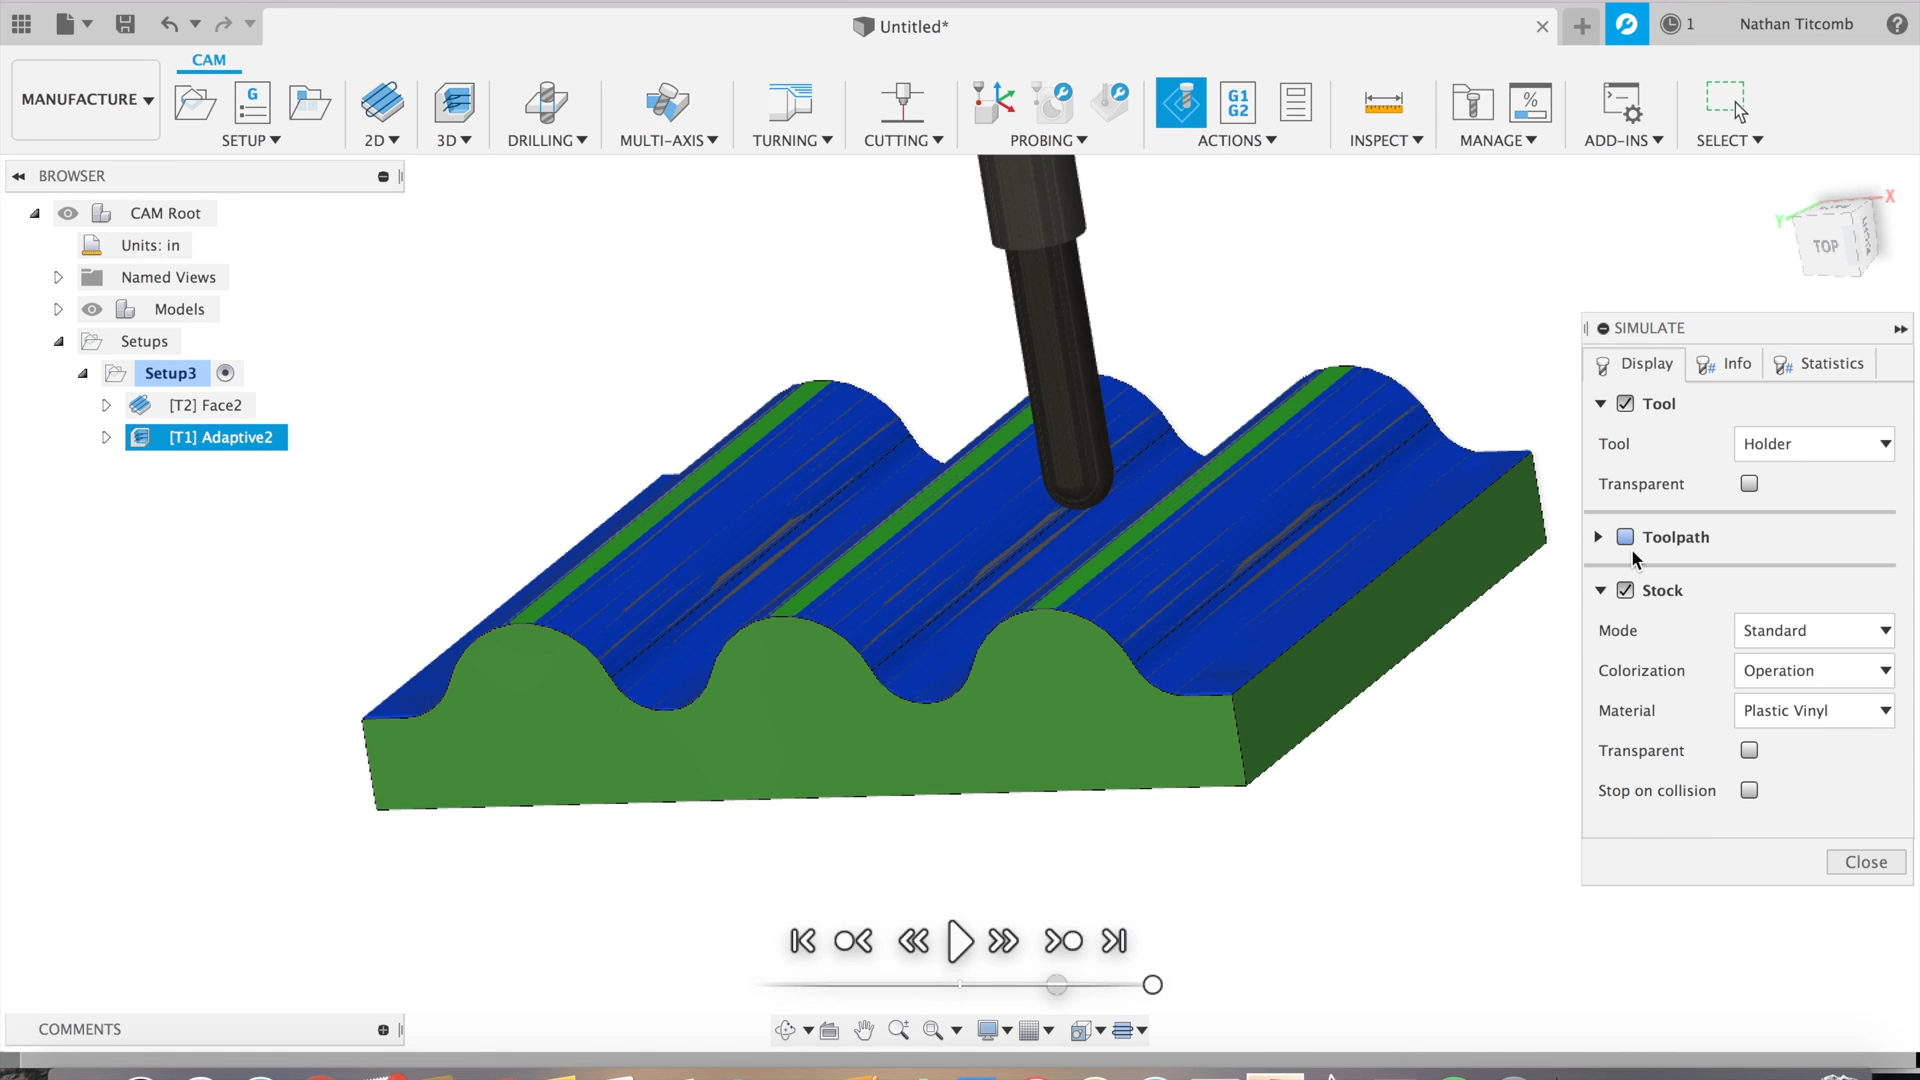 Untitled*
1
Nathan Titcomb
CAM
MANUFACTURE
G
G1
G2
%
SETUP
2D
3D
DRILLING
MULTI-AXIS
TURNING
CUTTING
PROBING
ACTIONS
INSPECT
MANAGE
ADD-INS
SELECT
BROWSER
CAM Root
Units: in
Named Views
Models
Setups
Setup3
[T2] Face2
[T1] Adaptive2
X
Y
TOP
SIMULATE
Display
Info
Statistics
Tool
Tool
Holder
Transparent
Toolpath
Stock
Mode
Standard
Colorization
Operation
Material
Plastic Vinyl
Transparent
Stop on collision
Close
COMMENTS